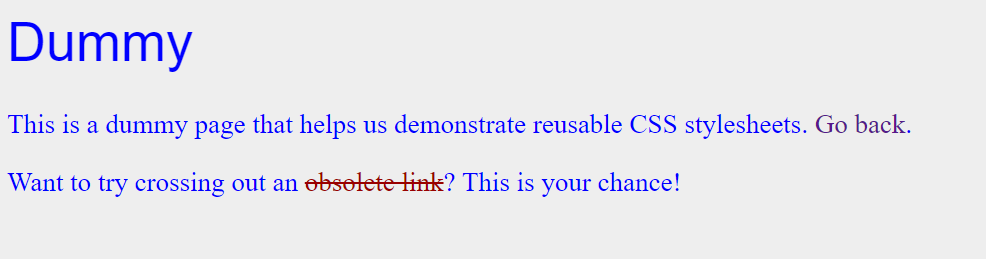 Dummy
This is a dummy page that helps us demonstrate reusable CSS stylesheets. Go back.
Want to try crossing out an obsolete link? This is your chance!